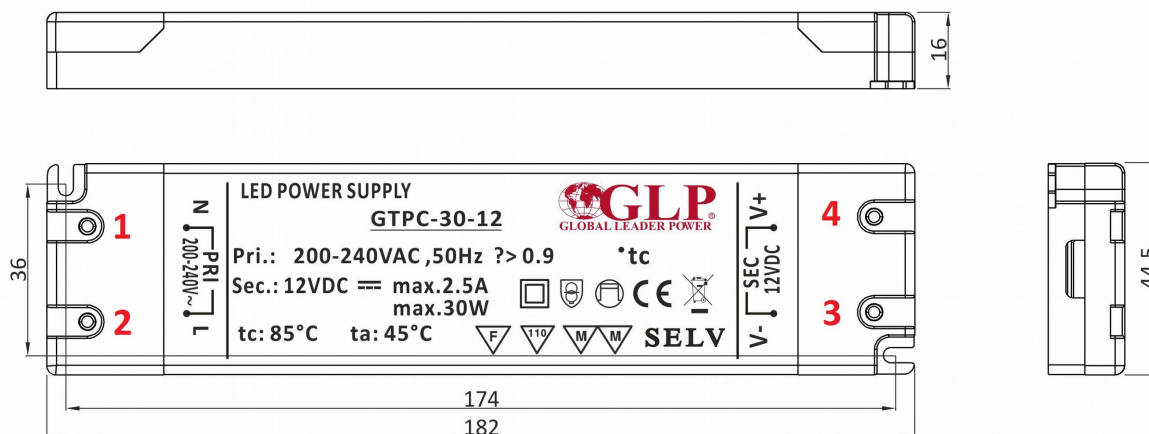 16
LED POWER SUPPLY
GTPC-30-12
GLP®
GLOBAL LEADER POWER
Pri.: 200-240VAC ,50Hz ?> 0.9
•tc
Sec.: 12VDC max.2.5A
max.30W
tc: 85°C ta: 45°C
F
110
M
M
SELV
CE
N
PRI
200-240V~
L
1
2
V+
SEC
12VDC
V-
4
3
36
174
182
44.5